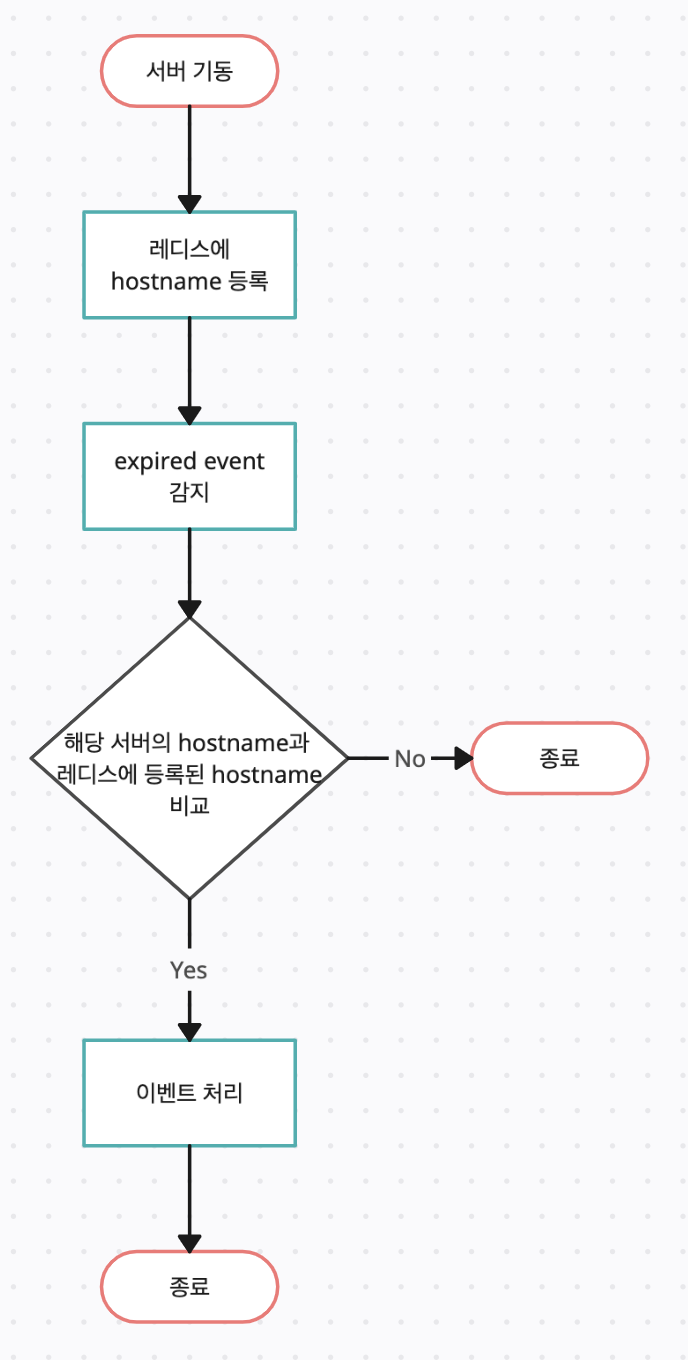 서버 기동
레디스에
hostname 등록
expired event
감지
해당 서버의 hostname과
레디스에 등록된 hostname
비교
No
종료
Yes
이벤트 처리
종료